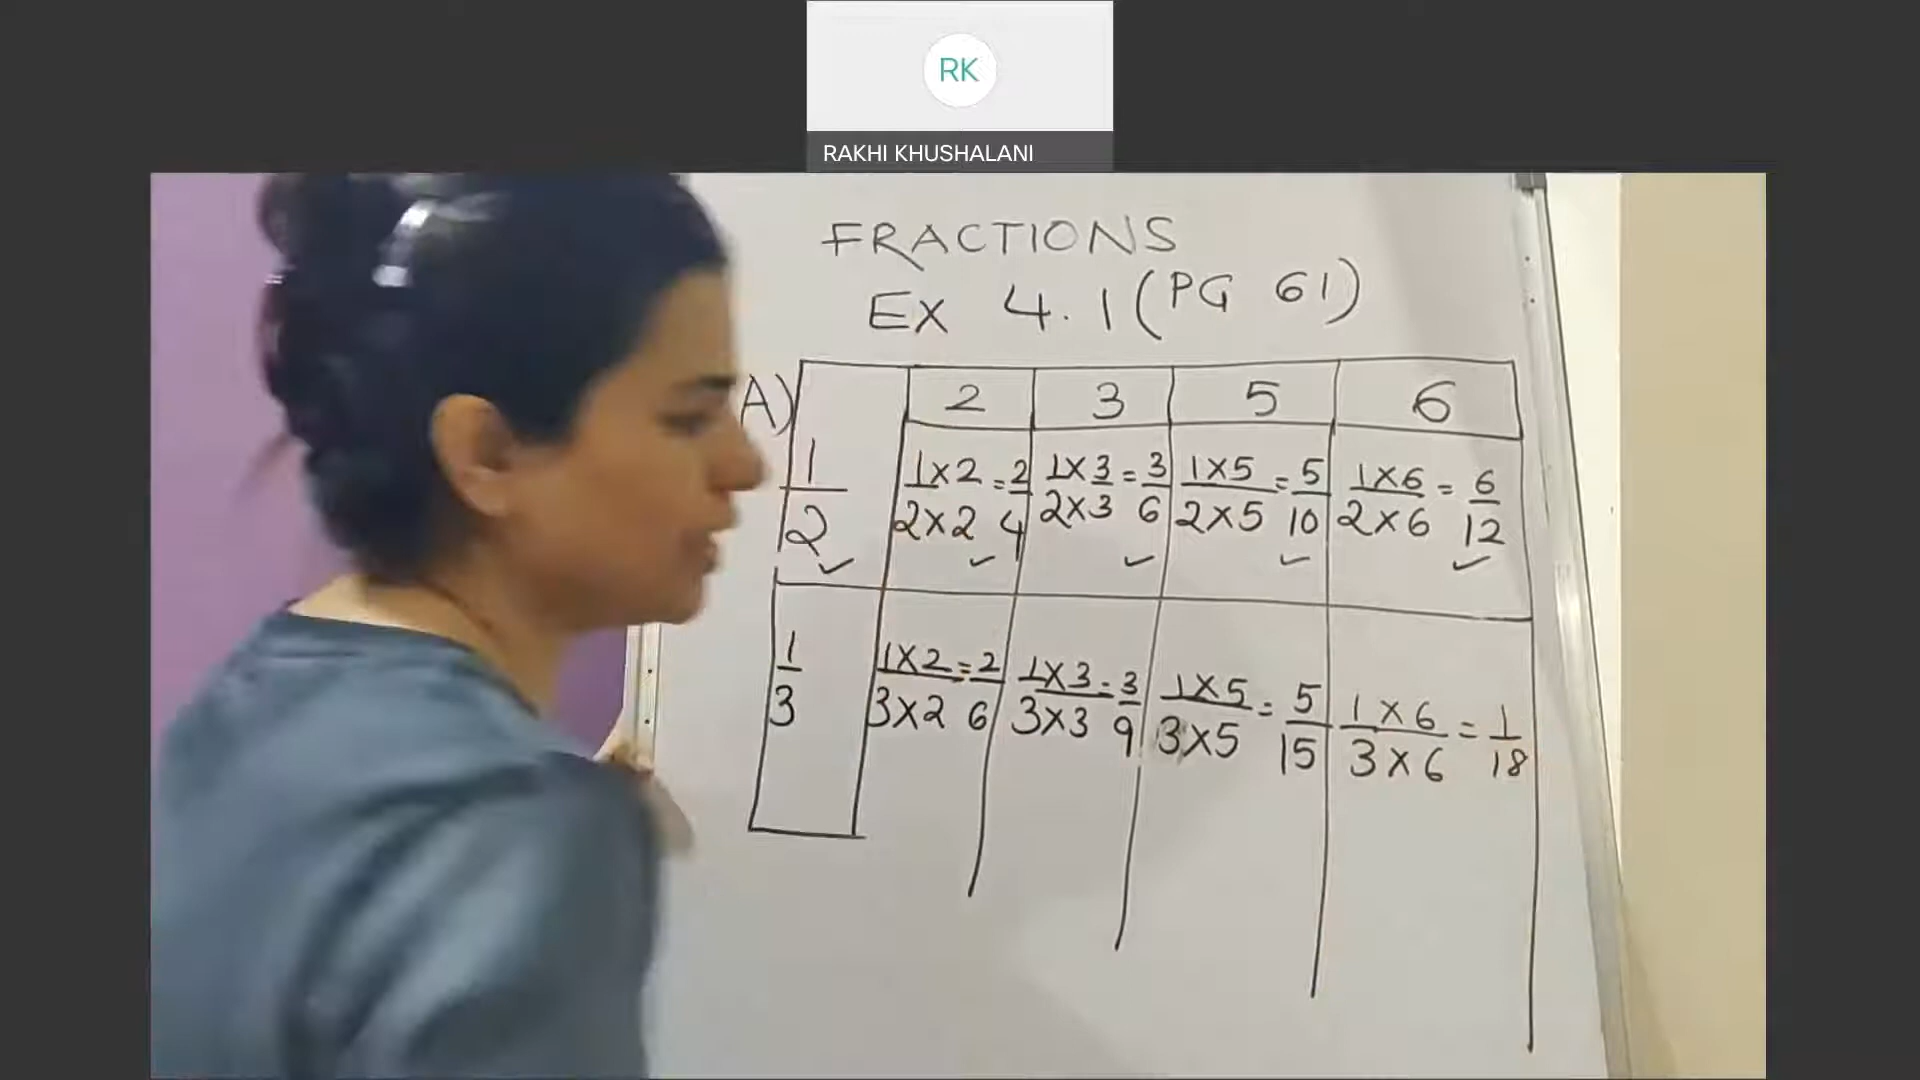 RK
RAKHI KHUSHALANI
FRACTIONS
Ex 4.1 (PG 61)
A)
2 3 5 6
1/2 1×2/2×2 = 2/4 1×3/2×3 = 3/6 1×5/2×5 = 5/10 1×6/2×6 = 6/12
1/3 1×2/3×2 = 2/6 1×3/3×3 = 3/9 1×5/3×5 = 5/15 1×6/3×6 = 1/18